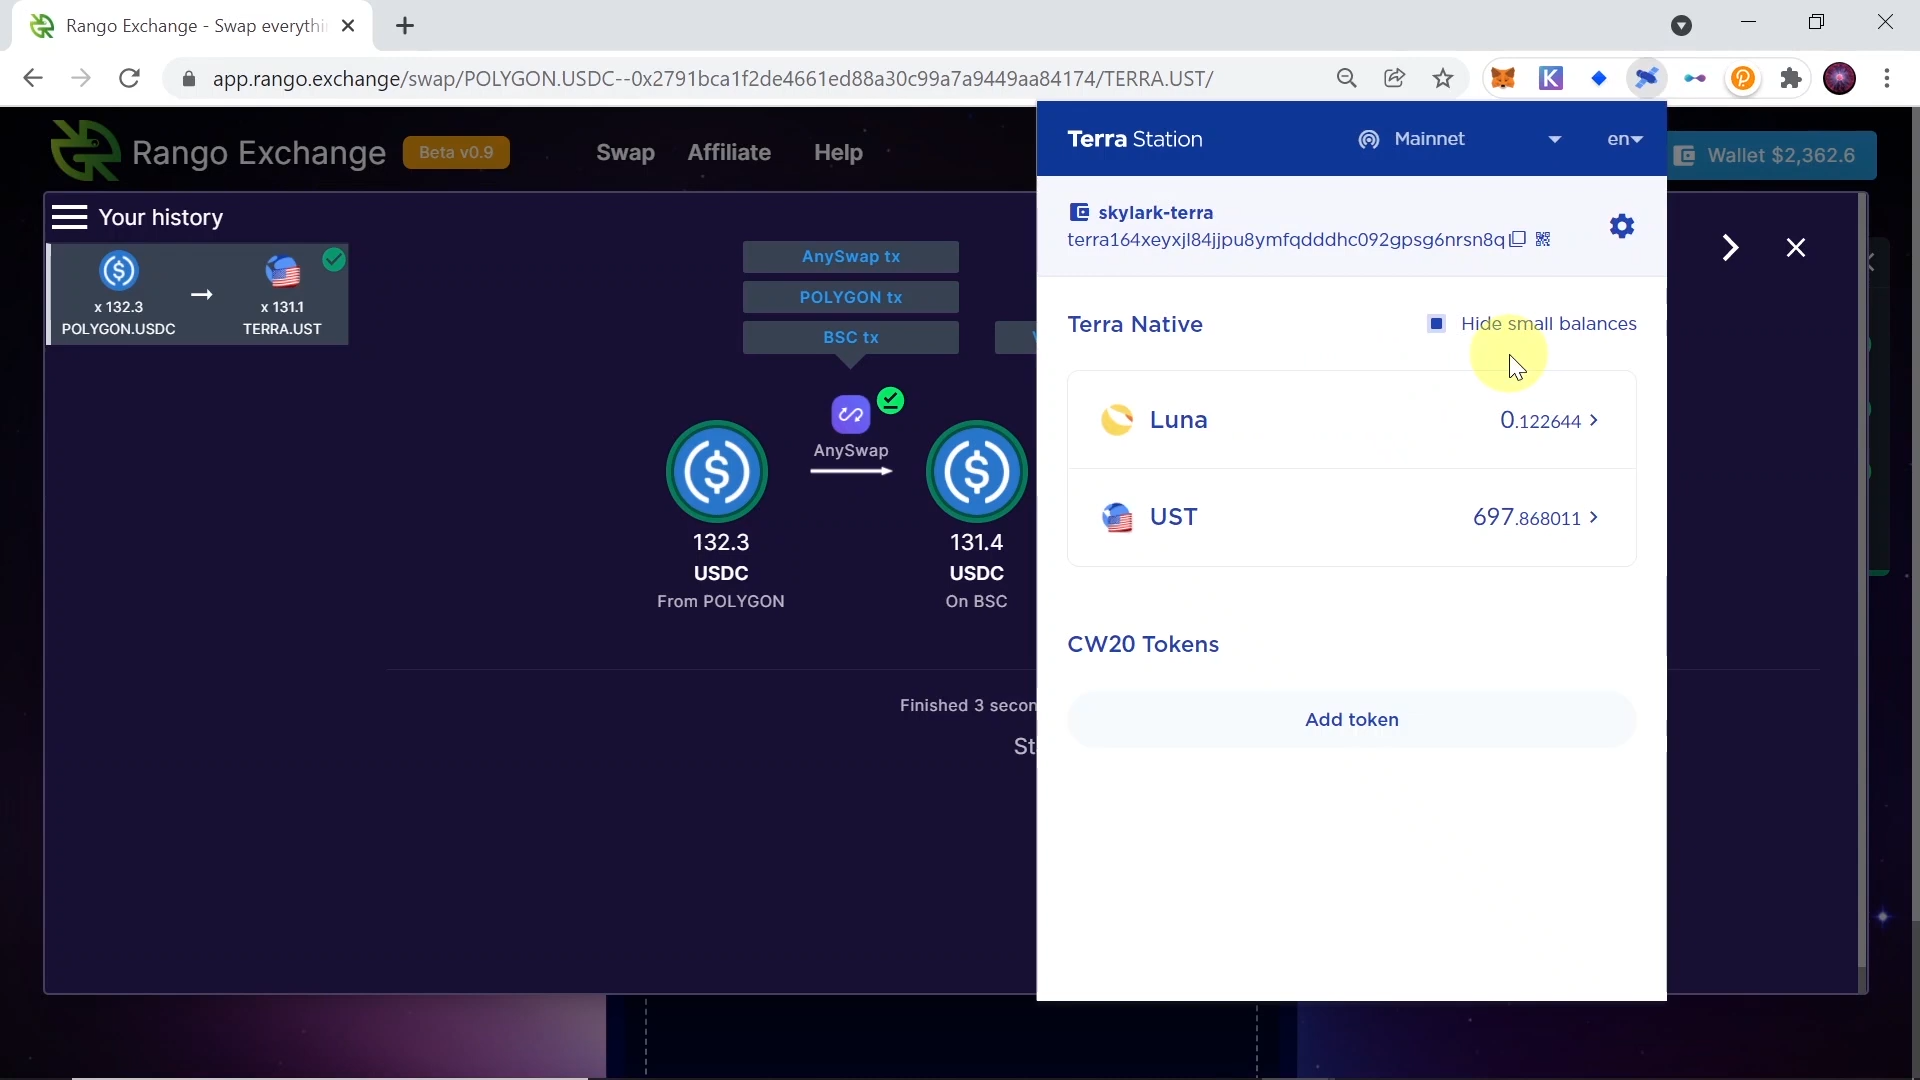 Rango Exchange - Swap everythi
app.rango.exchange/swap/POLYGON.USDC--0x2791bca1f2de4661ed88a30c99a7a9449aa84174/TERRA.UST/
Rango Exchange
Beta v0.9
Swap
Affiliate
Help
Wallet $2,362.6
Your history
x 132.3
POLYGON.USDC
x 131.1
TERRA.UST
AnySwap tx
POLYGON tx
BSC tx
AnySwap
132.3
USDC
From POLYGON
131.4
USDC
On BSC
Finished 3 secon
St
Terra Station
Mainnet
en
skylark-terra
terra164xeyxjl84jjpu8ymfqdddhc092gpsg6nrsn8q
Terra Native
Hide small balances
Luna
0.122644
UST
697.868011
CW20 Tokens
Add token